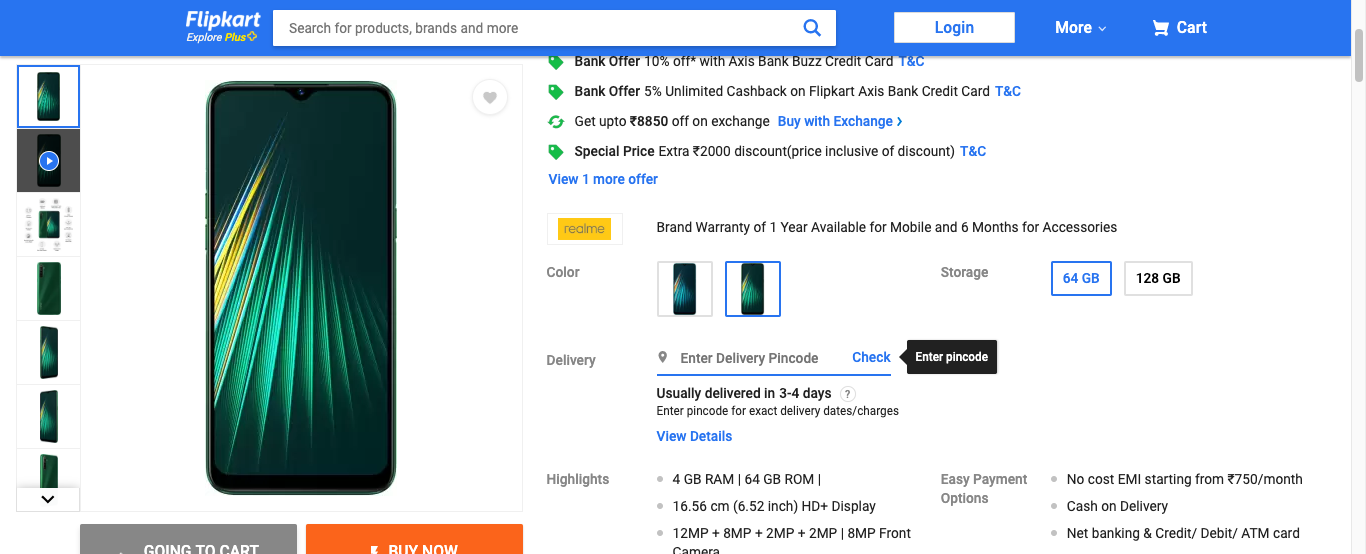 Flipkart
Explore Plus
Search for products, brands and more
Login
More
Cart
Bank Offer 10% off* with Axis Bank Buzz Credit Card T&C
Bank Offer 5% Unlimited Cashback on Flipkart Axis Bank Credit Card T&C
Get upto ₹8850 off on exchange Buy with Exchange
Special Price Extra ₹2000 discount(price inclusive of discount) T&C
View 1 more offer
realme
Brand Warranty of 1 Year Available for Mobile and 6 Months for Accessories
Color
Storage
64 GB
128 GB
Delivery
Enter Delivery Pincode
Check
Enter pincode
Usually delivered in 3-4 days ?
Enter pincode for exact delivery dates/charges
View Details
Highlights
4 GB RAM | 64 GB ROM |
16.56 cm (6.52 inch) HD+ Display
12MP + 8MP + 2MP + 2MP | 8MP Front
Camera
Easy Payment
Options
No cost EMI starting from ₹750/month
Cash on Delivery
Net banking & Credit/ Debit/ ATM card
GOING TO CART
BUY NOW